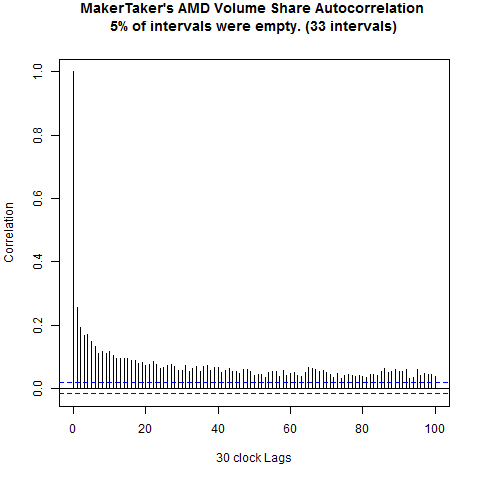 MakerTaker's AMD Volume Share Autocorrelation
5% of intervals were empty. (33 intervals)
1.0
0.8
0.6
0.4
0.2
0.0
Correlation
0 20 40 60 80 100
30 clock Lags